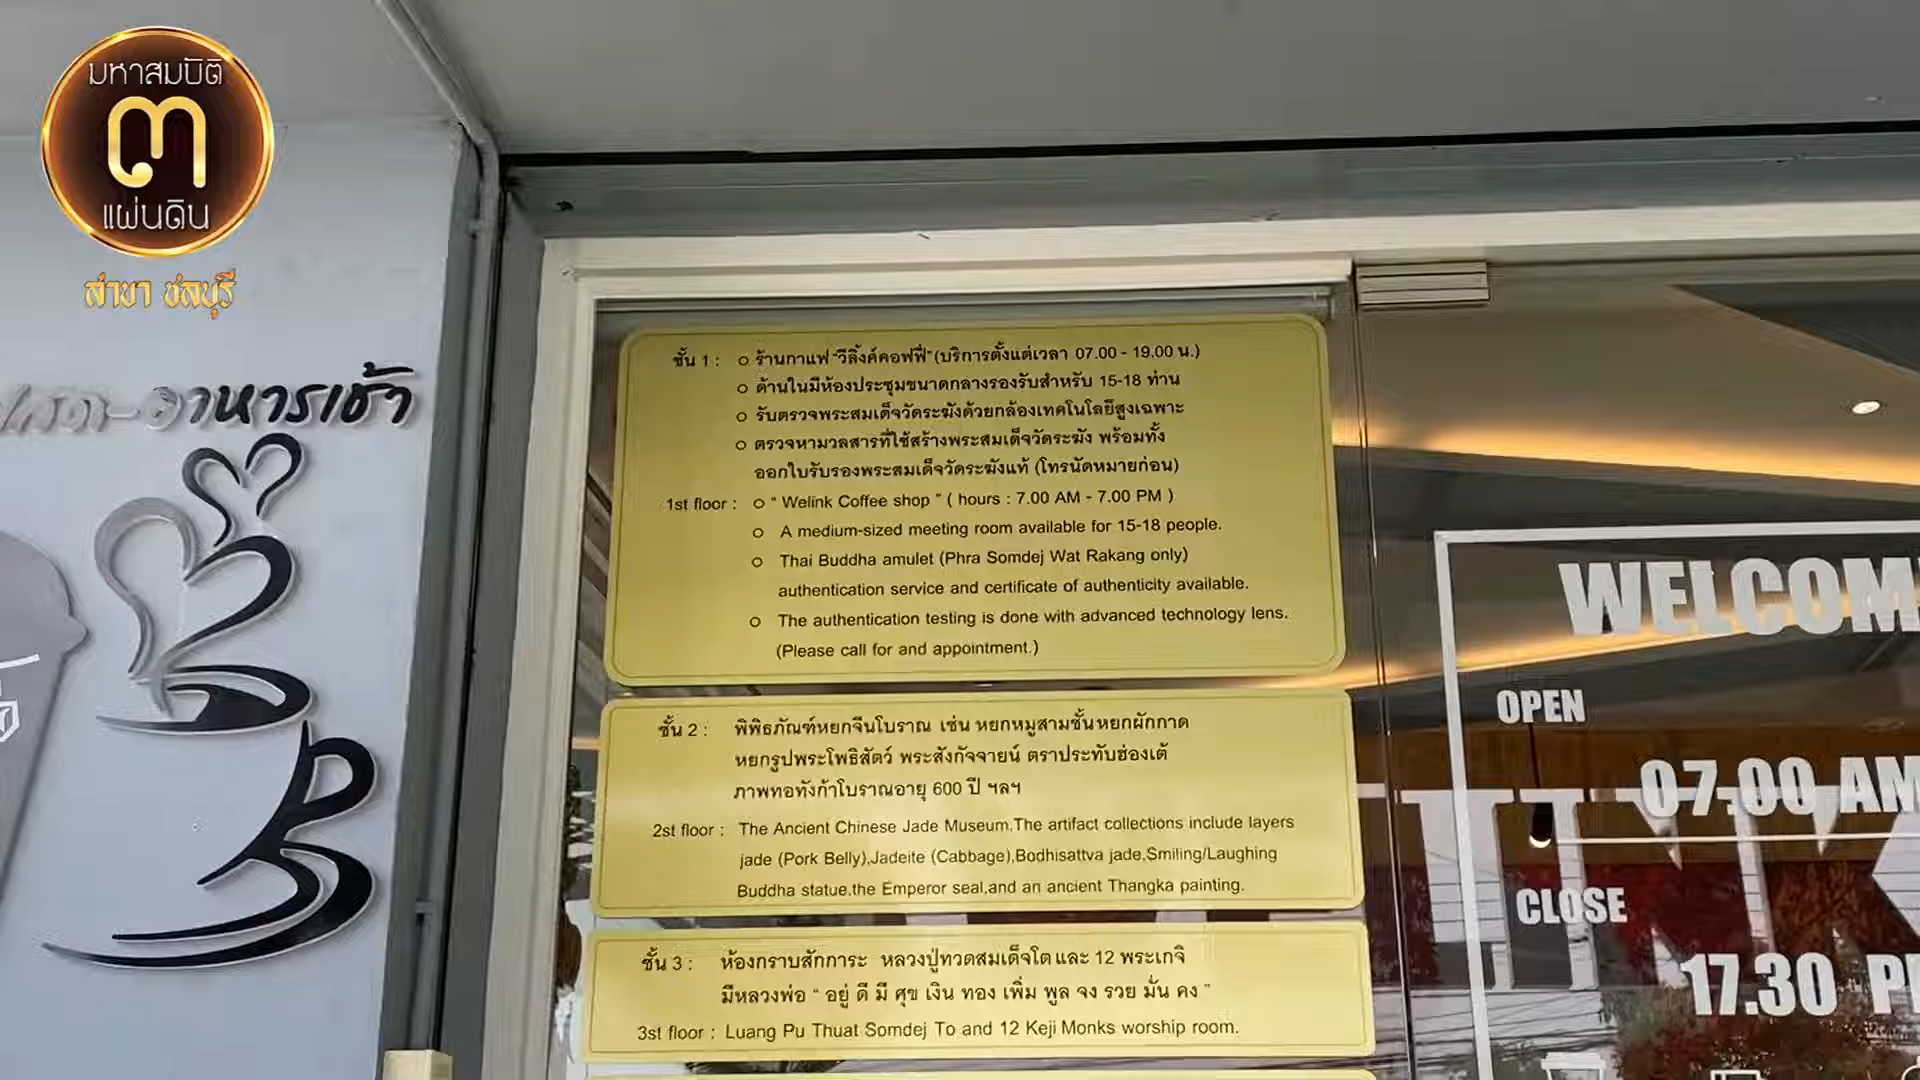 มหาสมบัติ
๓
แผ่นดิน
สาขา ชลบุรี
อาหารเช้า
ชั้น 1 : ๐ ร้านกาแฟ “วีลิ้งค์คอฟฟี่” (บริการตั้งแต่เวลา 07.00 - 19.00 น.)
๐ ด้านในมีห้องประชุมขนาดกลางรองรับสำหรับ 15-18 ท่าน
๐ รับตรวจพระสมเด็จวัดระฆังด้วยกล้องเทคโนโลยีสูงเฉพาะ
๐ ตรวจหามวลสารที่ใช้สร้างพระสมเด็จวัดระฆัง พร้อมทั้ง
ออกใบรับรองพระสมเด็จวัดระฆังแท้ (โทรนัดหมายก่อน)
1st floor : o “ Welink Coffee shop ” ( hours : 7.00 AM - 7.00 PM )
o A medium-sized meeting room available for 15-18 people.
o Thai Buddha amulet (Phra Somdej Wat Rakang only)
authentication service and certificate of authenticity available.
o The authentication testing is done with advanced technology lens.
(Please call for and appointment.)
ชั้น 2 : พิพิธภัณฑ์หยกจีนโบราณ เช่น หยกหมูสามชั้นหยกผักกาด
หยกรูปพระโพธิสัตว์ พระสังกัจจายน์ ตราประทับฮ่องเต้
ภาพทอทังก้าโบราณอายุ 600 ปี ฯลฯ
2st floor : The Ancient Chinese Jade Museum.The artifact collections include layers
jade (Pork Belly),Jadeite (Cabbage),Bodhisattva jade,Smiling/Laughing
Buddha statue,the Emperor seal,and an ancient Thangka painting.
ชั้น 3 : ห้องกราบสักการะ หลวงปู่ทวดสมเด็จโต และ 12 พระเกจิ
มีหลวงพ่อ “ อยู่ ดี มี ศุข เงิน ทอง เพิ่ม พูล จง รวย มั่น คง ”
3st floor : Luang Pu Thuat Somdej To and 12 Keji Monks worship room.
WELCOM
OPEN
07.00 AM
CLOSE
17.30 P